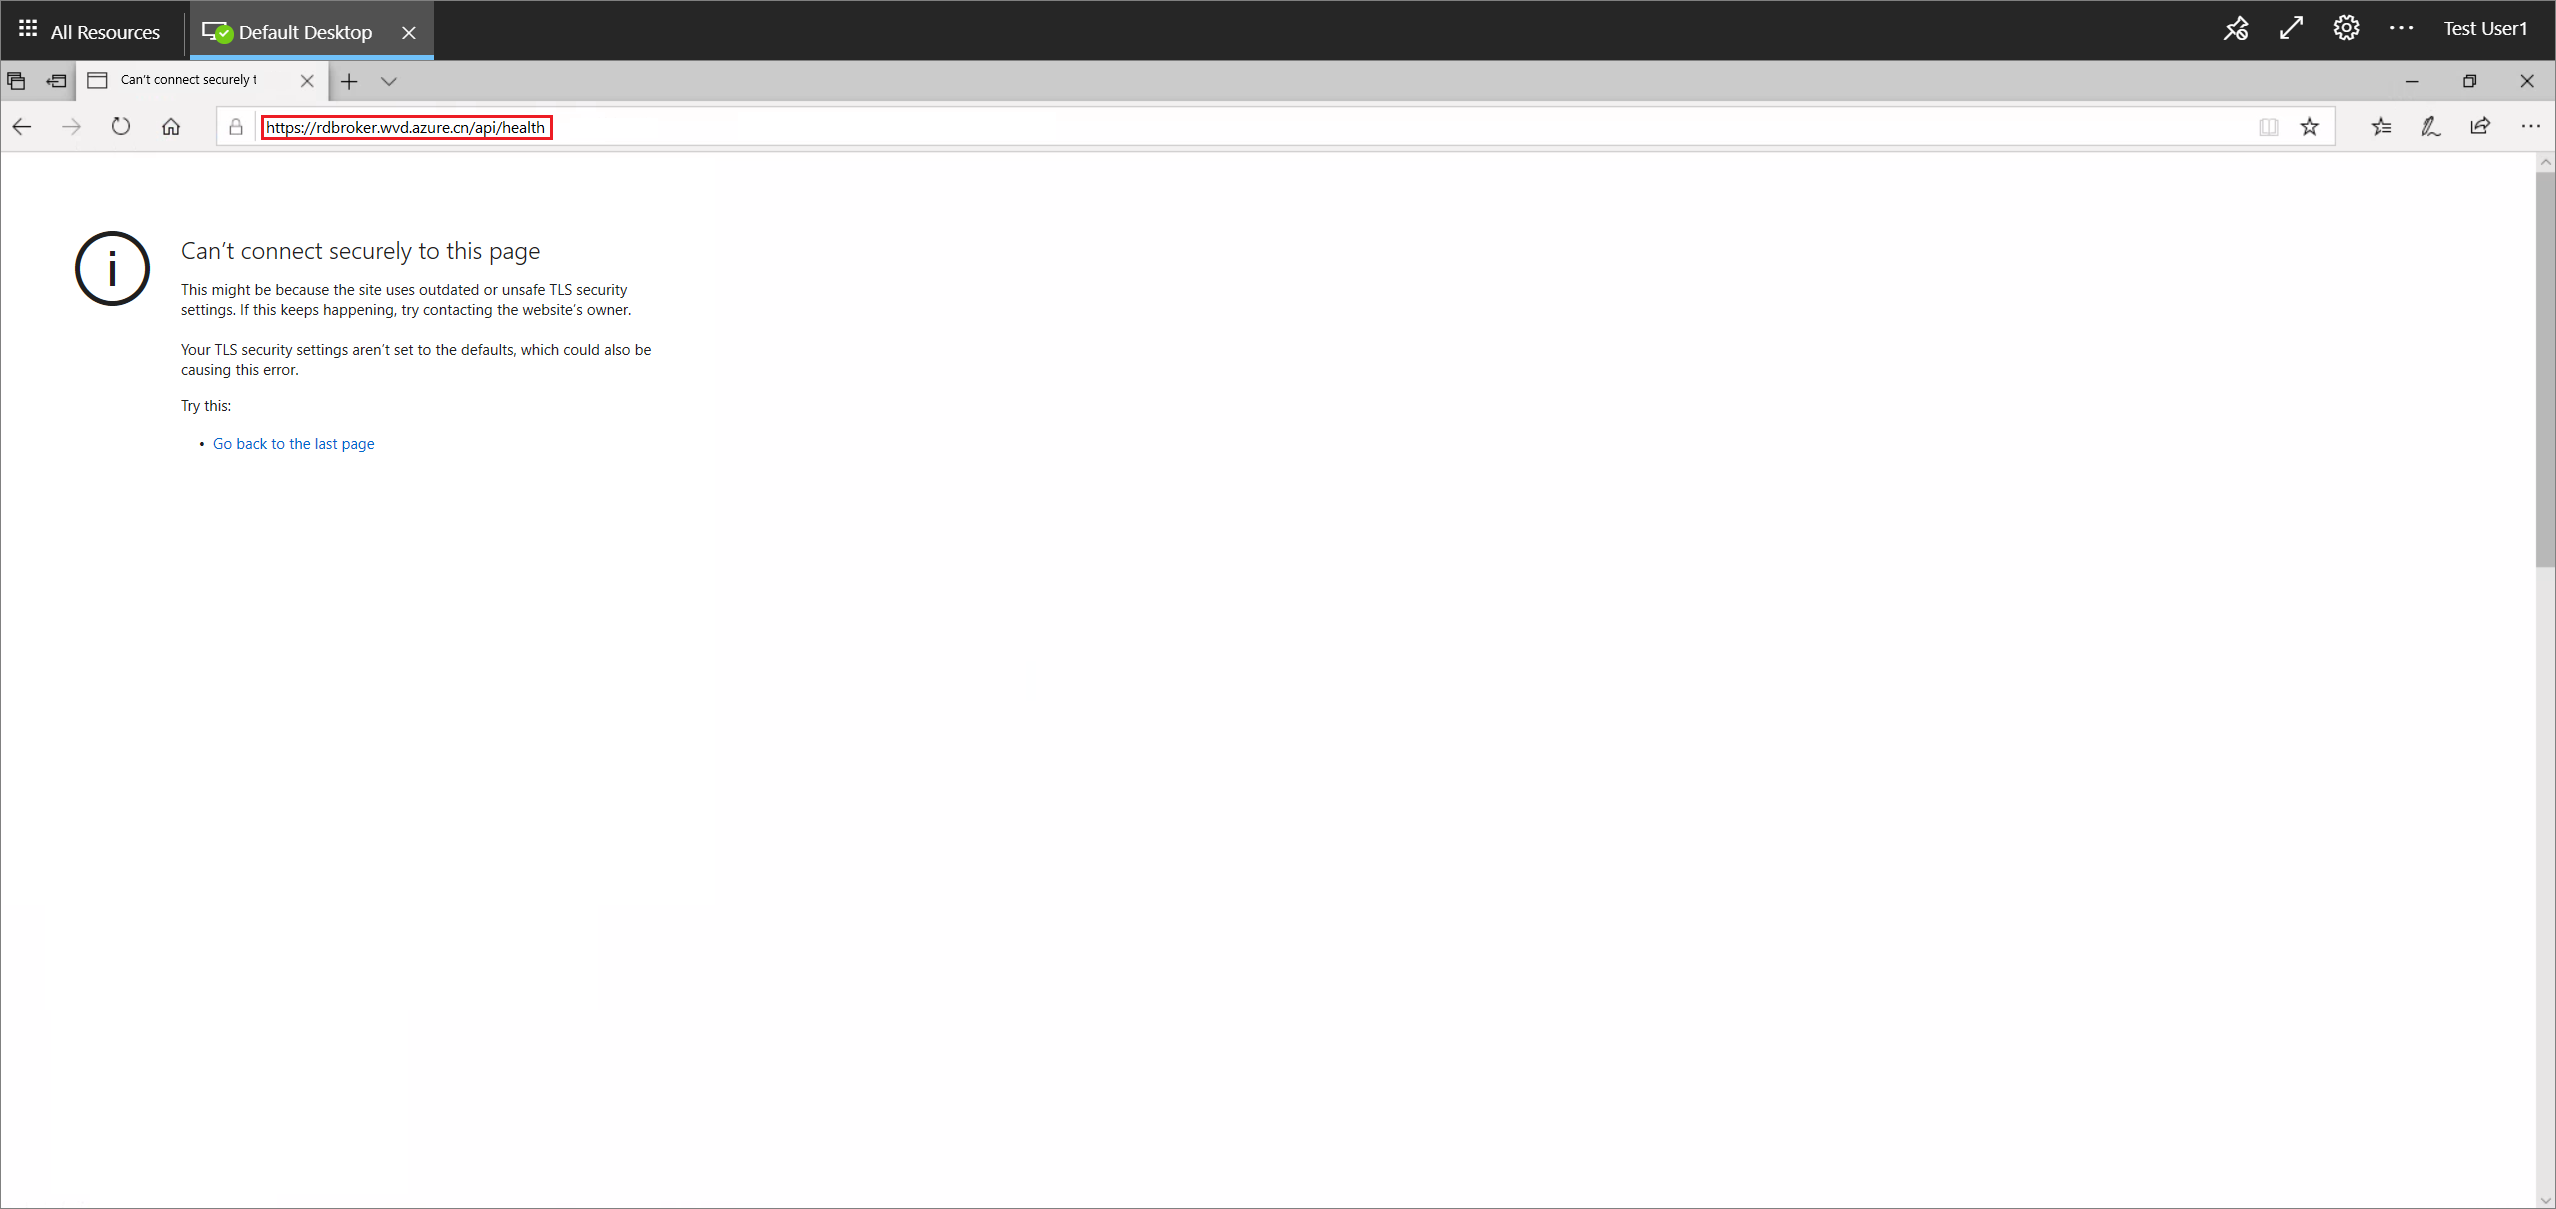 All Resources
Default Desktop
Test User1
Can't connect securely t
https://rdbroker.wvd.azure.cn/api/health
Can't connect securely to this page
This might be because the site uses outdated or unsafe TLS security
settings. If this keeps happening, try contacting the website's owner.
Your TLS security settings aren't set to the defaults, which could also be
causing this error.
Try this:
• Go back to the last page